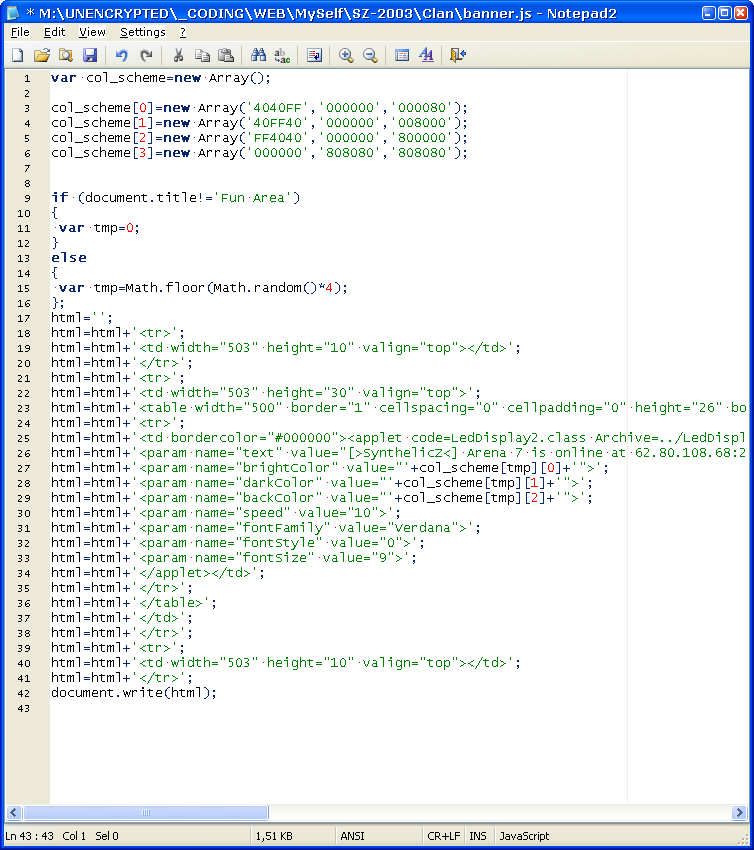 * M:\UNENCRYPTED\_CODING\WEB\MySelf\SZ-2003\Clan\banner.js - Notepad2
File Edit View Settings ?
1 var col_scheme=new Array();
2
3 col_scheme[0]=new Array('4040FF','000000','000080');
4 col_scheme[1]=new Array('40FF40','000000','008000');
5 col_scheme[2]=new Array('FF4040','000000','800000');
6 col_scheme[3]=new Array('000000','808080','808080');
7
8
9 if (document.title!='Fun Area')
10 {
11 var tmp=0;
12 }
13 else
14 {
15 var tmp=Math.floor(Math.random()*4);
16 };
17 html='';
18 html=html+'<tr>';
19 html=html+'<td width="503" height="10" valign="top"></td>';
20 html=html+'</tr>';
21 html=html+'<tr>';
22 html=html+'<td width="503" height="30" valign="top">';
23 html=html+'<table width="500" border="1" cellspacing="0" cellpadding="0" height="26" bo
24 html=html+'<tr>';
25 html=html+'<td bordercolor="#000000"><applet code=LedDisplay2.class Archive=../LedDispl
26 html=html+'<param name="text" value="[>SynthelicZ<] Arena 7 is online at 62.80.108.68:2
27 html=html+'<param name="brightColor" value="'+col_scheme[tmp][0]+'">';
28 html=html+'<param name="darkColor" value="'+col_scheme[tmp][1]+'">';
29 html=html+'<param name="backColor" value="'+col_scheme[tmp][2]+'">';
30 html=html+'<param name="speed" value="10">';
31 html=html+'<param name="fontFamily" value="Verdana">';
32 html=html+'<param name="fontStyle" value="0">';
33 html=html+'<param name="fontSize" value="9">';
34 html=html+'</applet></td>';
35 html=html+'</tr>';
36 html=html+'</table>';
37 html=html+'</td>';
38 html=html+'</tr>';
39 html=html+'<tr>';
40 html=html+'<td width="503" height="10" valign="top"></td>';
41 html=html+'</tr>';
42 document.write(html);
43
Ln 43 : 43 Col 1 Sel 0 1,51 KB ANSI CR+LF INS JavaScript